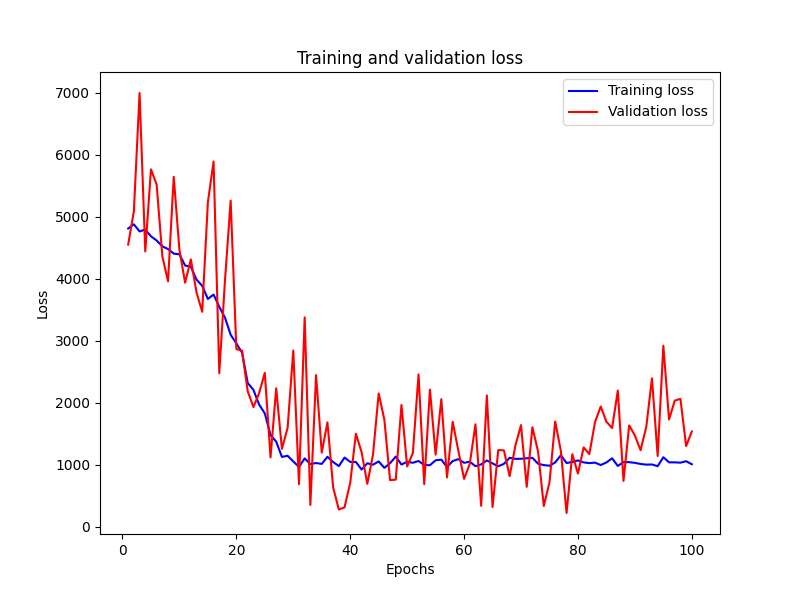 Training and validation loss
Training loss
Validation loss
7000
6000
5000
4000
3000
2000
1000
0
Loss
0 20 40 60 80 100
Epochs